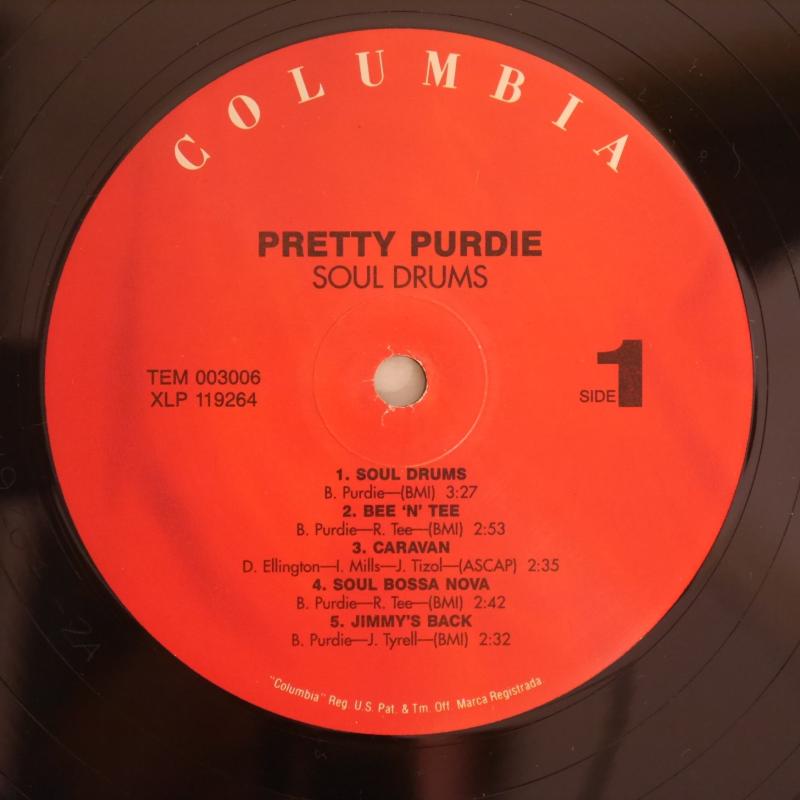 COLUMBIA
PRETTY PURDIE
SOUL DRUMS
TEM 003006
XLP 119264
SIDE 1
1. SOUL DRUMS
B. Purdie—(BMI) 3:27
2. BEE 'N' TEE
B. Purdie—R. Tee—(BMI) 2:53
3. CARAVAN
D. Ellington—I. Mills—J. Tizol—(ASCAP) 2:35
4. SOUL BOSSA NOVA
B. Purdie—R. Tee—(BMI) 2:42
5. JIMMY'S BACK
B. Purdie—J. Tyrell—(BMI) 2:32
"Columbia" Reg. U.S. Pat. & Tm. Off. Marca Registrada.